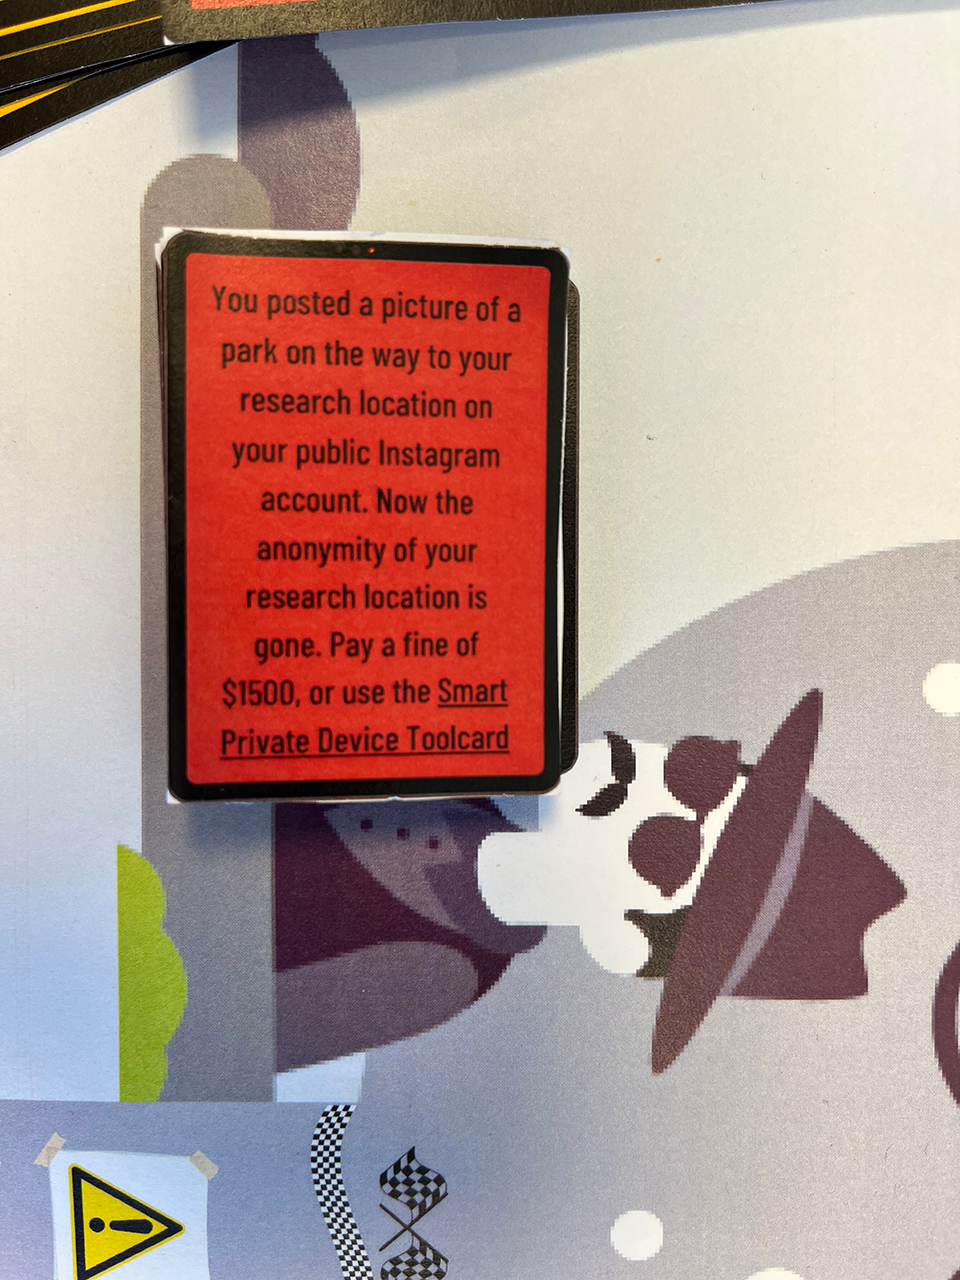 You posted a picture of a
park on the way to your
research location on
your public Instagram
account. Now the
anonymity of your
research location is
gone. Pay a fine of
$1500, or use the Smart
Private Device Toolcard